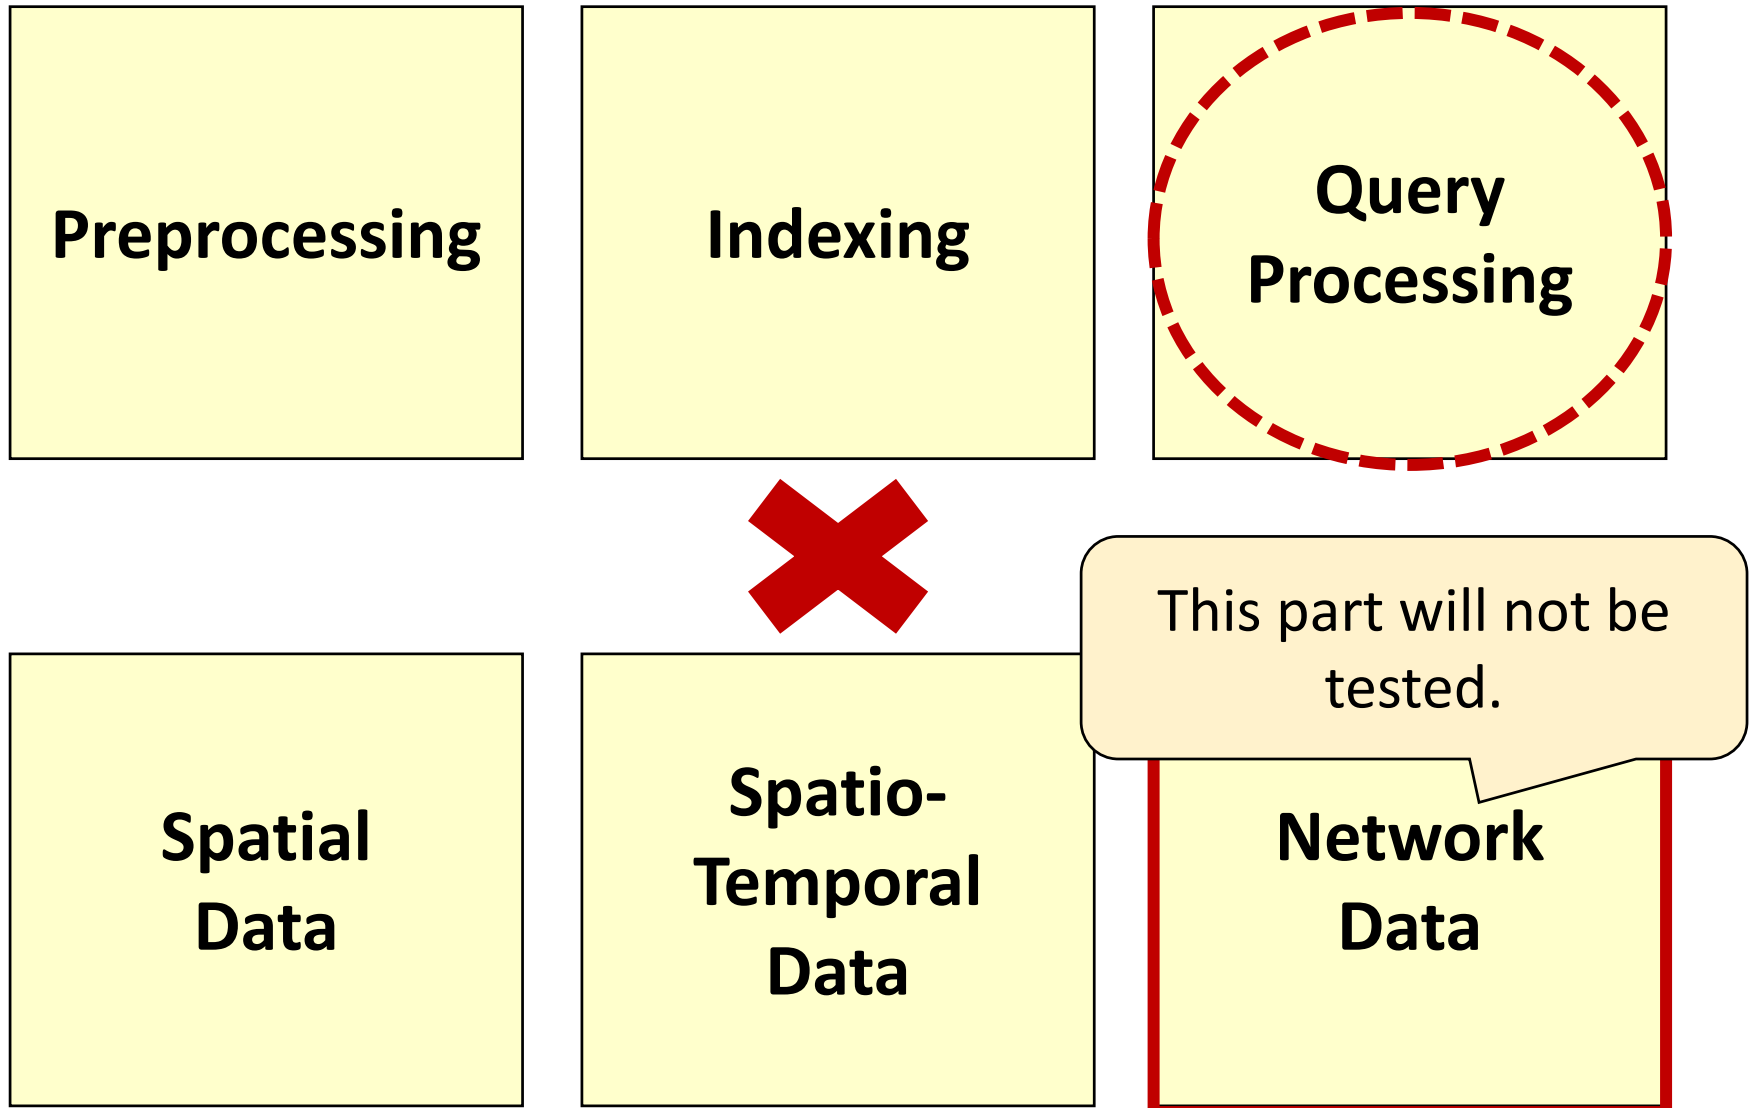 Preprocessing
Indexing
Query
Processing
This part will not be
tested.
Spatial
Data
Spatio-
Temporal
Data
Network
Data